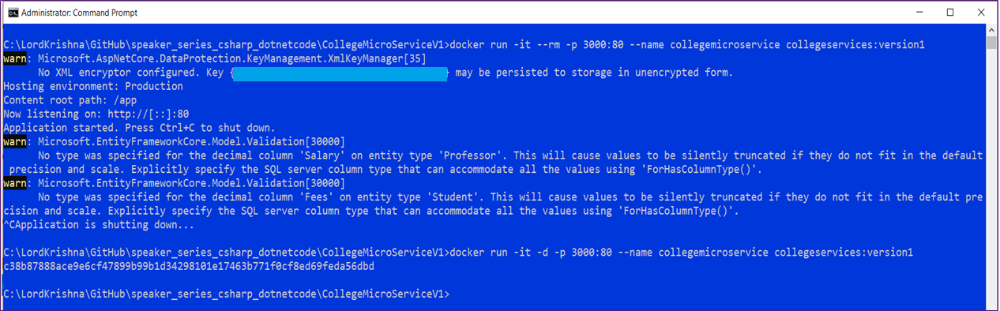 Administrator: Command Prompt
C:\LordKrishna\GitHub\speaker_series_csharp_dotnetcode\CollegeMicroServiceV1>docker run -it --rm -p 3000:80 --name collegemicroservice collegeservices:version1
warn: Microsoft.AspNetCore.DataProtection.KeyManagement.XmlKeyManager[35]
No XML encryptor configured. Key { } may be persisted to storage in unencrypted form.
Hosting environment: Production
Content root path: /app
Now listening on: http://[::]:80
Application started. Press Ctrl+C to shut down.
warn: Microsoft.EntityFrameworkCore.Model.Validation[30000]
No type was specified for the decimal column 'Salary' on entity type 'Professor'. This will cause values to be silently truncated if they do not fit in the default
precision and scale. Explicitly specify the SQL server column type that can accommodate all the values using 'ForHasColumnType()'.
warn: Microsoft.EntityFrameworkCore.Model.Validation[30000]
No type was specified for the decimal column 'Fees' on entity type 'Student'. This will cause values to be silently truncated if they do not fit in the default pre
cision and scale. Explicitly specify the SQL server column type that can accommodate all the values using 'ForHasColumnType()'.
^CApplication is shutting down...
C:\LordKrishna\GitHub\speaker_series_csharp_dotnetcode\CollegeMicroServiceV1>docker run -it -d -p 3000:80 --name collegemicroservice collegeservices:version1
c38b87888ace9e6cf47899b99b1d34298101e17463b771f0cf8ed69feda56dbd
C:\LordKrishna\GitHub\speaker_series_csharp_dotnetcode\CollegeMicroServiceV1>